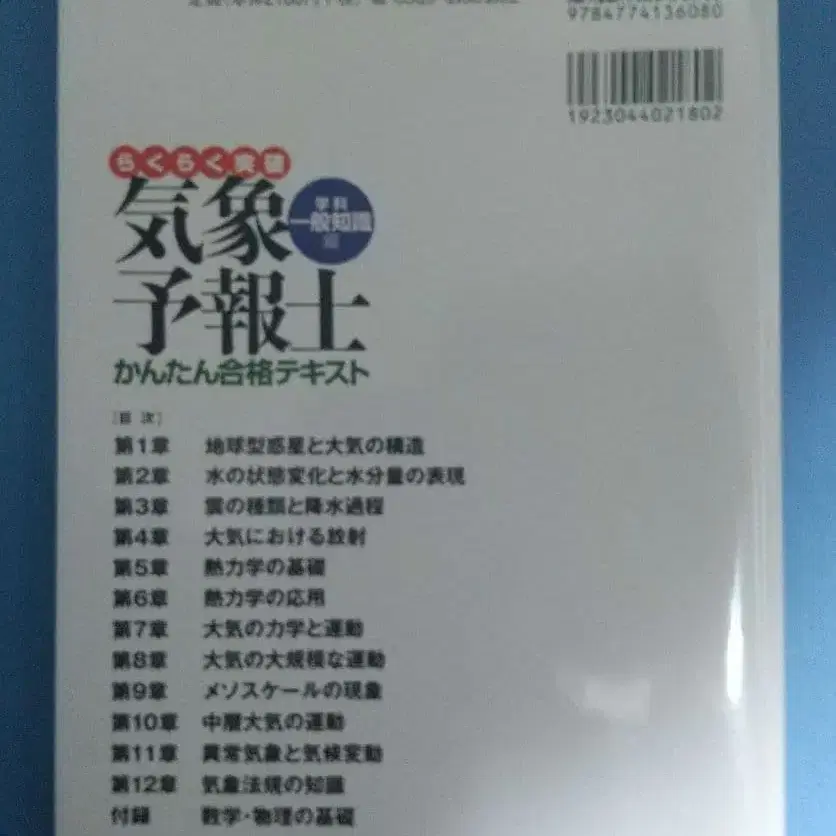 9784774136080
1923044021802
らくらく突破
気象
学科
一般知識
編
予報士
かんたん合格テキスト
[目 次]
第1章 地球型惑星と大気の構造
第2章 水の状態変化と水分量の表現
第3章 雲の種類と降水過程
第4章 大気における放射
第5章 熱力学の基礎
第6章 熱力学の応用
第7章 大気の力学と運動
第8章 大気の大規模な運動
第9章 メソスケールの現象
第10章 中層大気の運動
第11章 異常気象と気候変動
第12章 気象法規の知識
付録 数学・物理の基礎